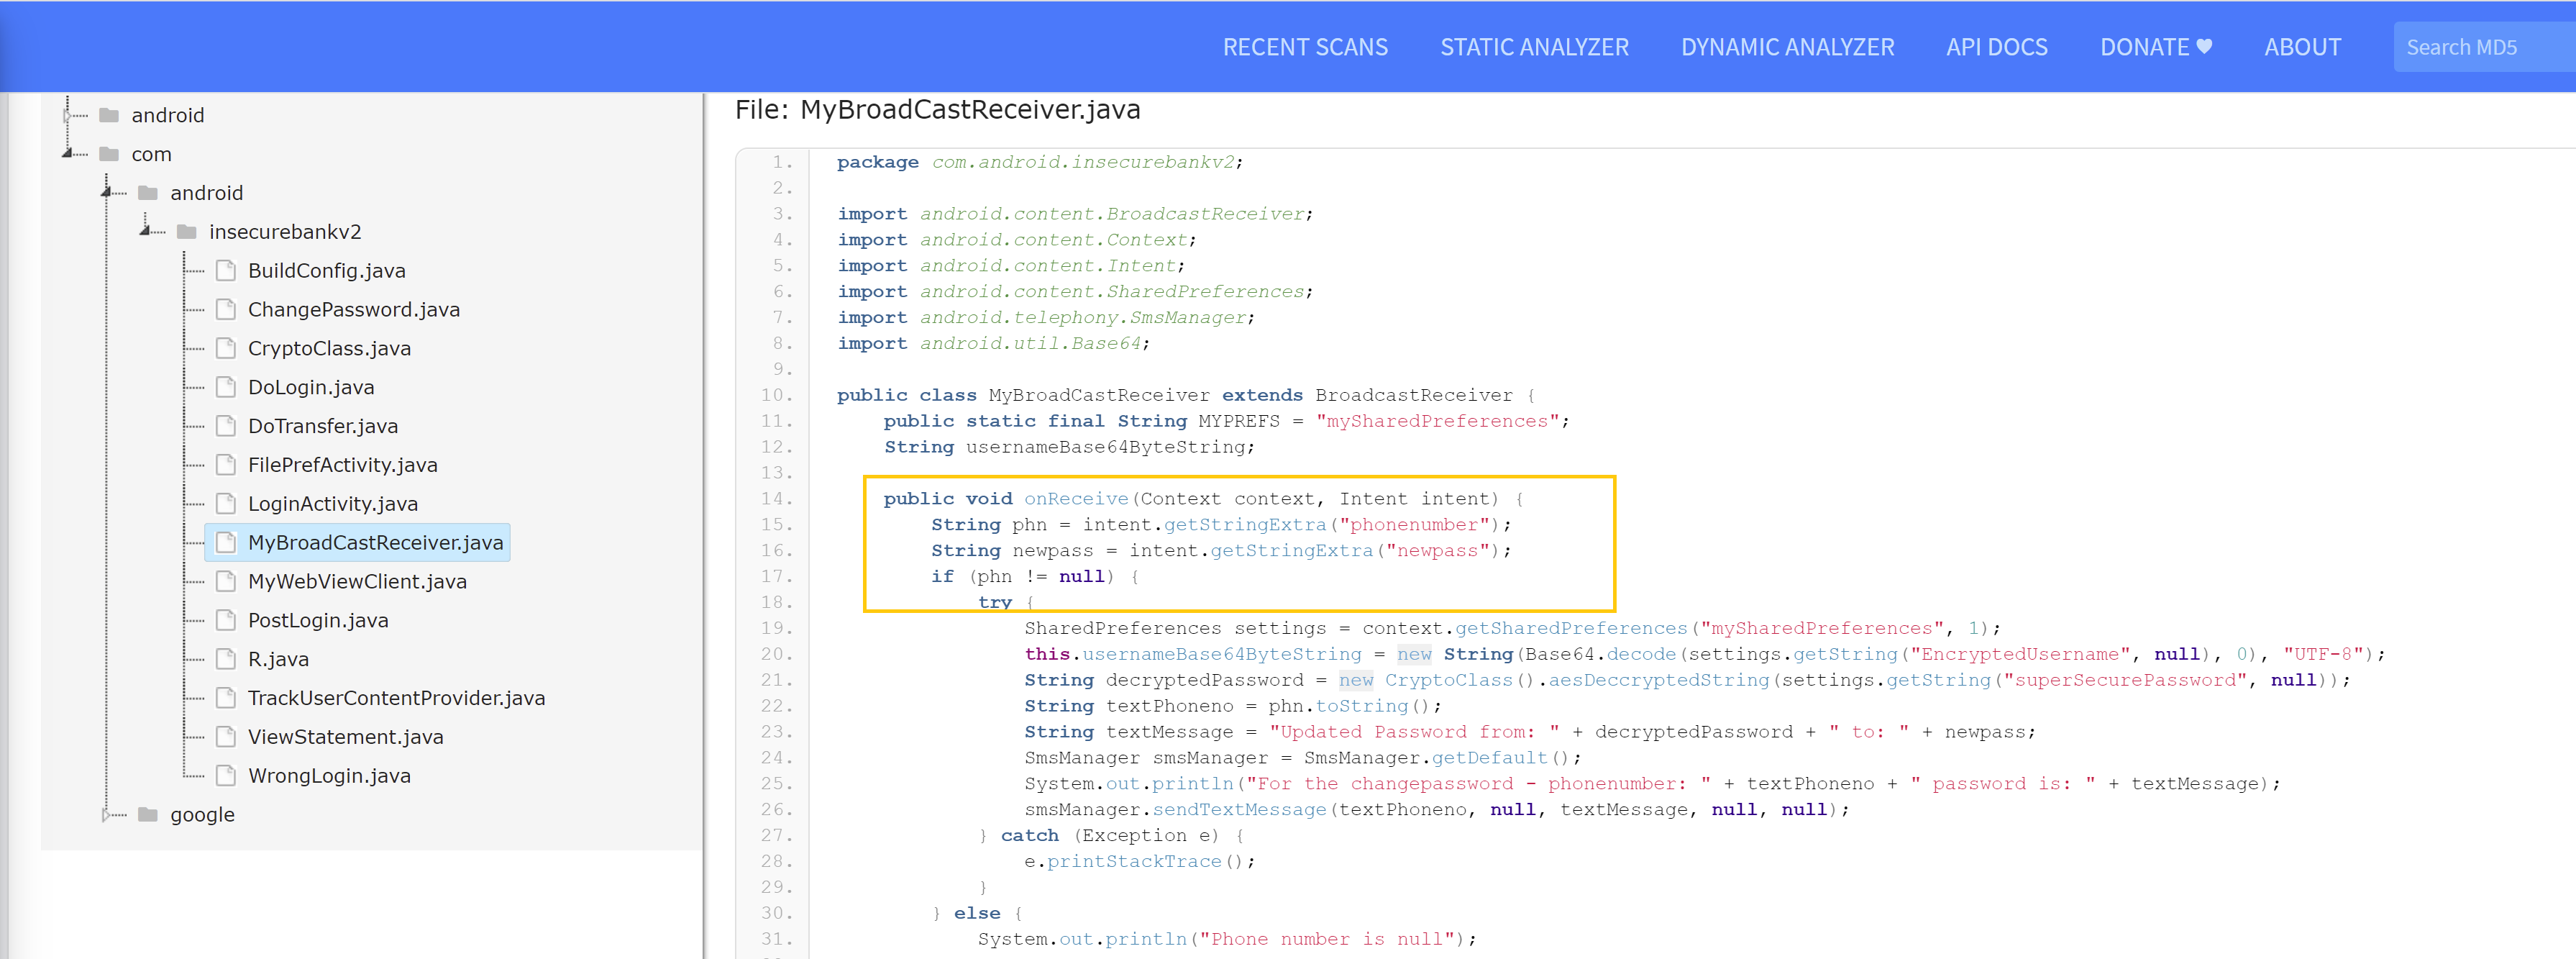 RECENT SCANS STATIC ANALYZER DYNAMIC ANALYZER API DOCS DONATE ♥ ABOUT Search MD5
android
com
android
insecurebankv2
BuildConfig.java
ChangePassword.java
CryptoClass.java
DoLogin.java
DoTransfer.java
FilePrefActivity.java
LoginActivity.java
MyBroadCastReceiver.java
MyWebViewClient.java
PostLogin.java
R.java
TrackUserContentProvider.java
ViewStatement.java
WrongLogin.java
google
File: MyBroadCastReceiver.java
1. package com.android.insecurebankv2;
2.
3. import android.content.BroadcastReceiver;
4. import android.content.Context;
5. import android.content.Intent;
6. import android.content.SharedPreferences;
7. import android.telephony.SmsManager;
8. import android.util.Base64;
9.
10. public class MyBroadCastReceiver extends BroadcastReceiver {
11. public static final String MYPREFS = "mySharedPreferences";
12. String usernameBase64ByteString;
13.
14. public void onReceive(Context context, Intent intent) {
15. String phn = intent.getStringExtra("phonenumber");
16. String newpass = intent.getStringExtra("newpass");
17. if (phn != null) {
18. try {
19. SharedPreferences settings = context.getSharedPreferences("mySharedPreferences", 1);
20. this.usernameBase64ByteString = new String(Base64.decode(settings.getString("EncryptedUsername", null), 0), "UTF-8");
21. String decryptedPassword = new CryptoClass().aesDeccryptedString(settings.getString("superSecurePassword", null));
22. String textPhoneno = phn.toString();
23. String textMessage = "Updated Password from: " + decryptedPassword + " to: " + newpass;
24. SmsManager smsManager = SmsManager.getDefault();
25. System.out.println("For the changepassword - phonenumber: " + textPhoneno + " password is: " + textMessage);
26. smsManager.sendTextMessage(textPhoneno, null, textMessage, null, null);
27. } catch (Exception e) {
28. e.printStackTrace();
29. }
30. } else {
31. System.out.println("Phone number is null");